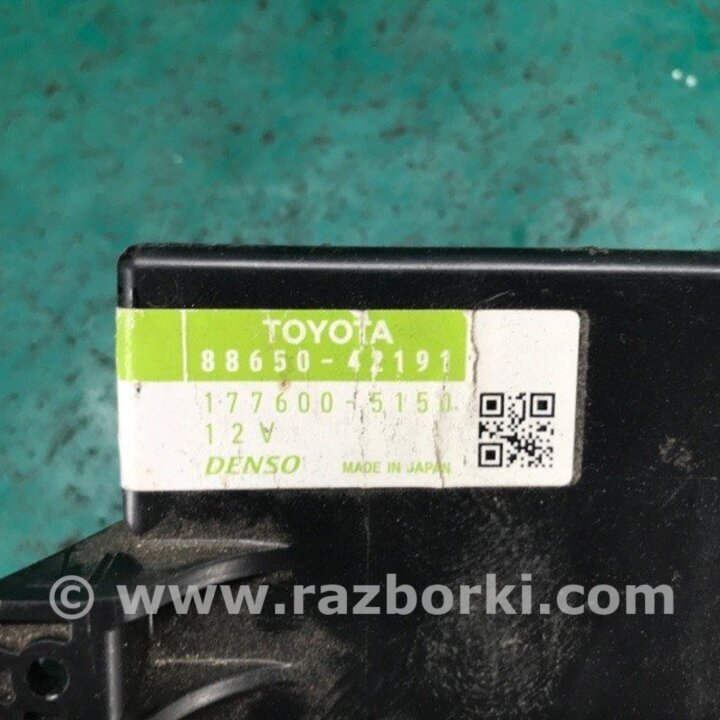 TOYOTA
88650-42191
177600-5150
12V
DENSO MADE IN JAPAN
© www.razborki.com